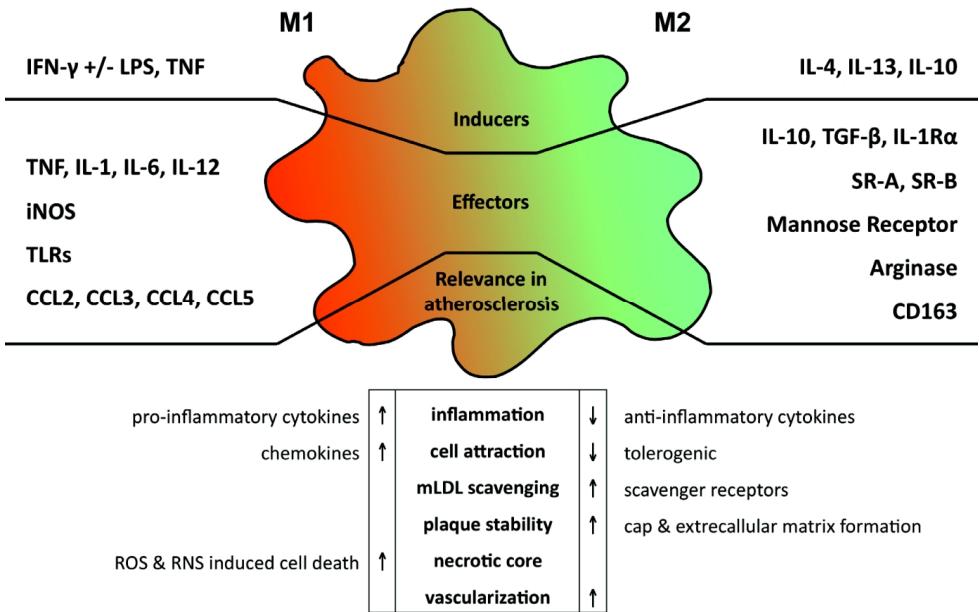 M1
M2
IFN-γ +/- LPS, TNF
IL-4, IL-13, IL-10
Inducers
TNF, IL-1, IL-6, IL-12
iNOS
TLRs
CCL2, CCL3, CCL4, CCL5
Effectors
IL-10, TGF-β, IL-1Rα
SR-A, SR-B
Mannose Receptor
Arginase
CD163
Relevance in
atherosclerosis
pro-inflammatory cytokines ↑ inflammation ↓ anti-inflammatory cytokines
chemokines ↑ cell attraction ↓ tolerogenic
mLDL scavenging ↑ scavenger receptors
plaque stability ↑ cap & extrecallular matrix formation
ROS & RNS induced cell death ↑ necrotic core
vascularization ↑